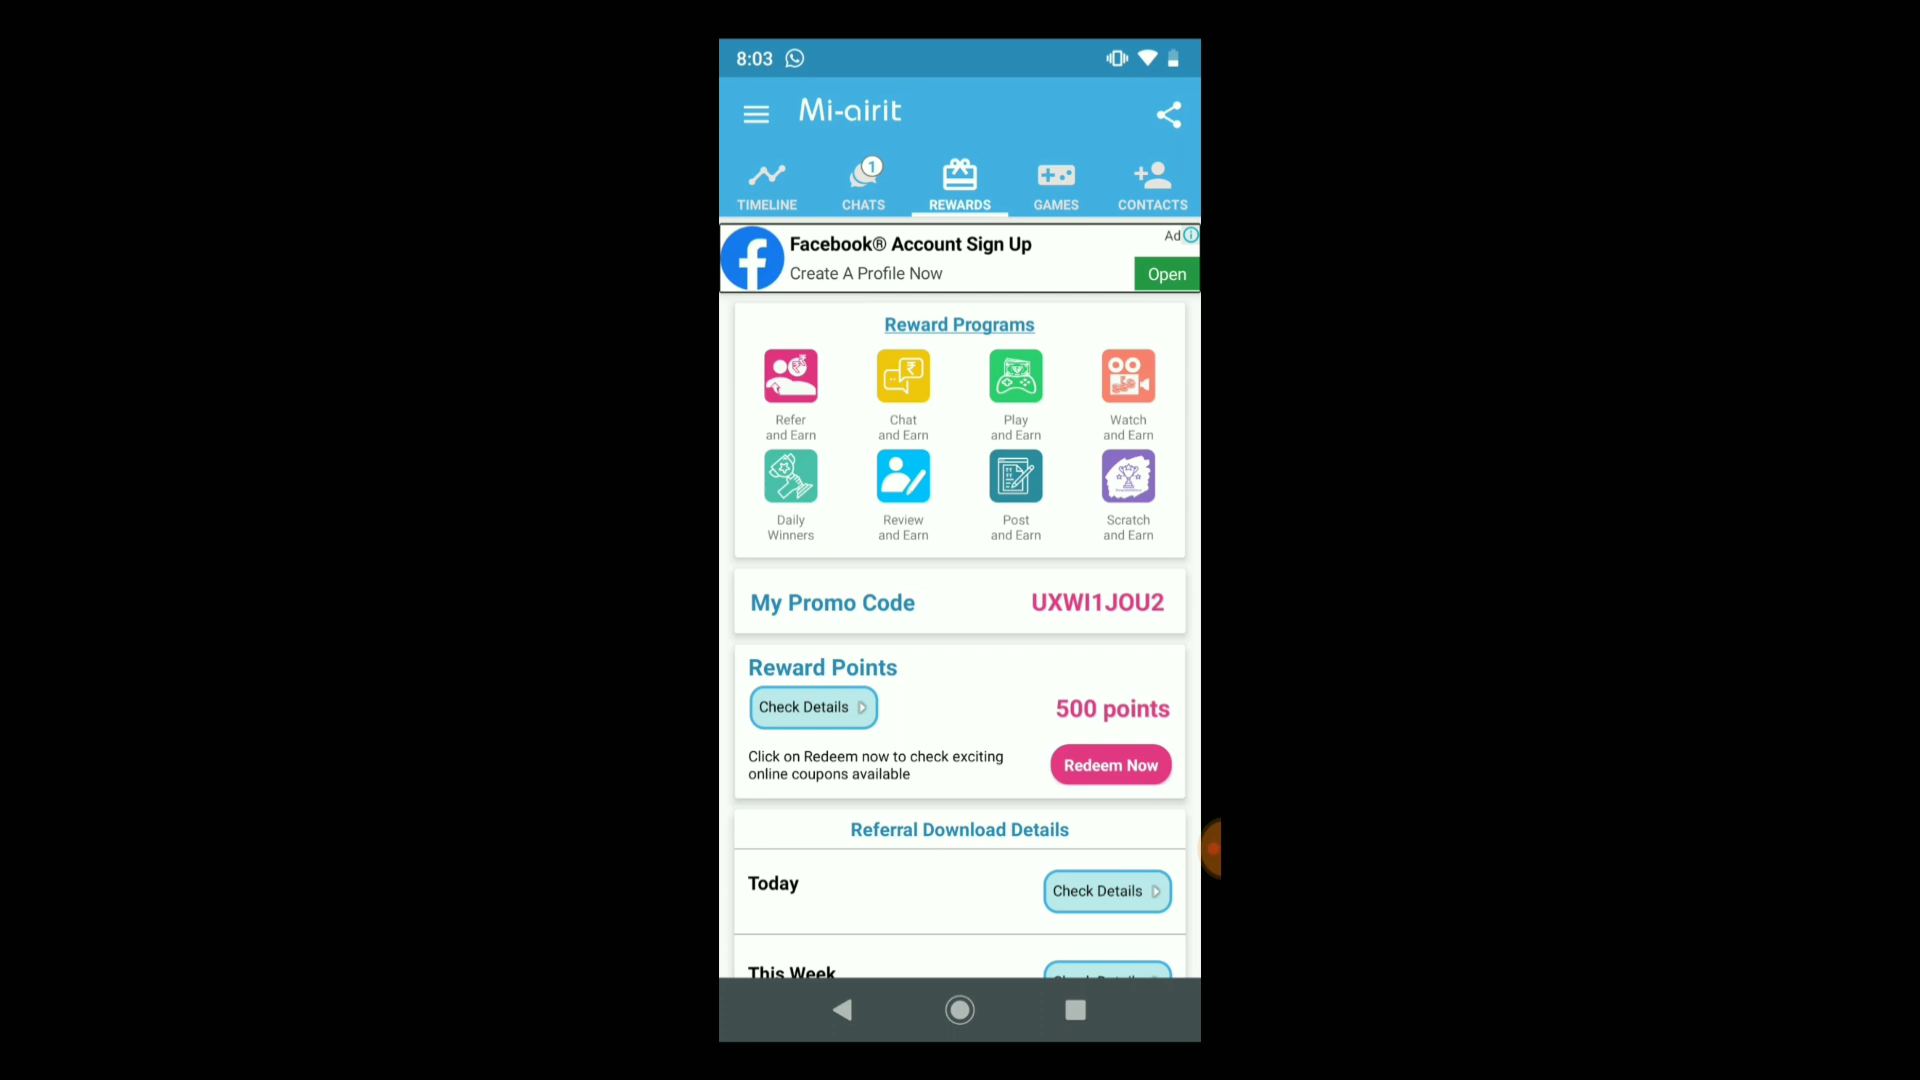 8:03
Mi-airit
1
TIMELINE CHATS REWARDS GAMES CONTACTS
Facebook® Account Sign Up
Ad
Create A Profile Now
Open
Reward Programs
Refer and Earn
Chat and Earn
Play and Earn
Watch and Earn
Daily Winners
Review and Earn
Post and Earn
Scratch and Earn
My Promo Code UXWI1JOU2
Reward Points
Check Details
500 points
Click on Redeem now to check exciting
online coupons available
Redeem Now
Referral Download Details
Today
Check Details
This Week